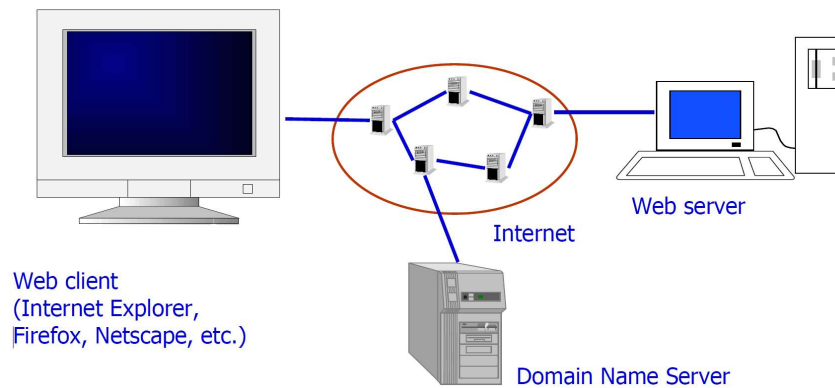 Web server
Internet
Web client
(Internet Explorer,
Firefox, Netscape, etc.)
Domain Name Server